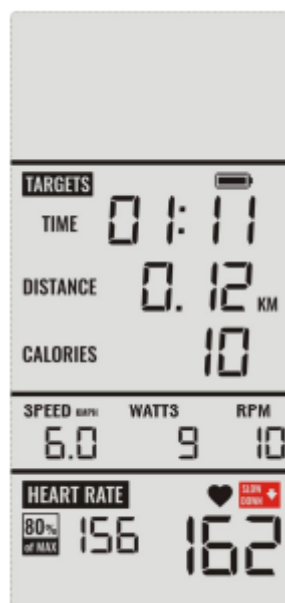 TARGETS
TIME 01:11
DISTANCE 0.12 KM
CALORIES 10
SPEED WATTS RPM
6.0 9 10
HEART RATE SLOW DOWN
80% of MAX 156 162